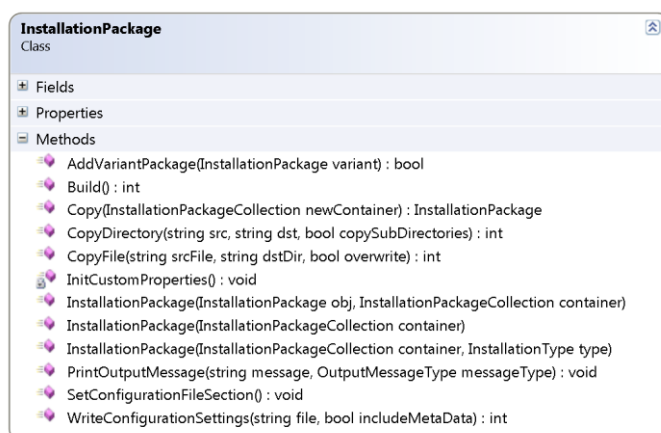 InstallationPackage
Class
Fields
Properties
Methods
AddVariantPackage(InstallationPackage variant) : bool
Build() : int
Copy(InstallationPackageCollection newContainer) : InstallationPackage
CopyDirectory(string src, string dst, bool copySubDirectories) : int
CopyFile(string srcFile, string dstDir, bool overwrite) : int
InitCustomProperties() : void
InstallationPackage(InstallationPackage obj, InstallationPackageCollection container)
InstallationPackage(InstallationPackageCollection container)
InstallationPackage(InstallationPackageCollection container, InstallationType type)
PrintOutputMessage(string message, OutputMessageType messageType) : void
SetConfigurationFileSection() : void
WriteConfigurationSettings(string file, bool includeMetaData) : int